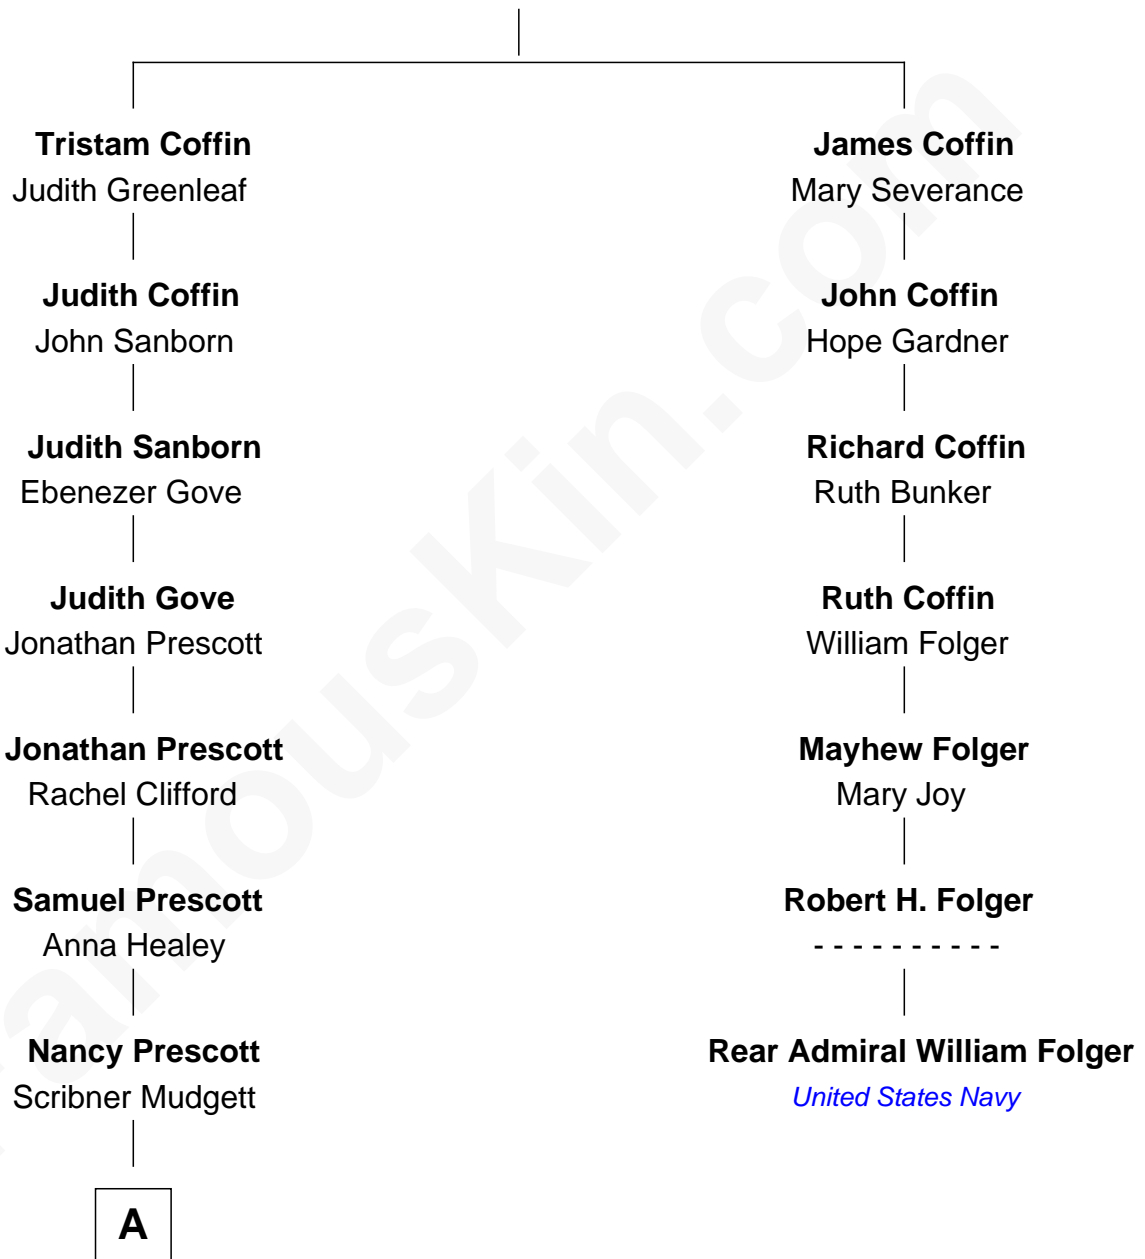 Tristam Coffin
Judith Greenleaf
Judith Coffin
John Sanborn
Judith Sanborn
Ebenezer Gove
Judith Gove
Jonathan Prescott
Jonathan Prescott
Rachel Clifford
Samuel Prescott
Anna Healey
Nancy Prescott
Scribner Mudgett
A
James Coffin
Mary Severance
John Coffin
Hope Gardner
Richard Coffin
Ruth Bunker
Ruth Coffin
William Folger
Mayhew Folger
Mary Joy
Robert H. Folger
- - - - - - - - - -
Rear Admiral William Folger
United States Navy
FamousKin.com